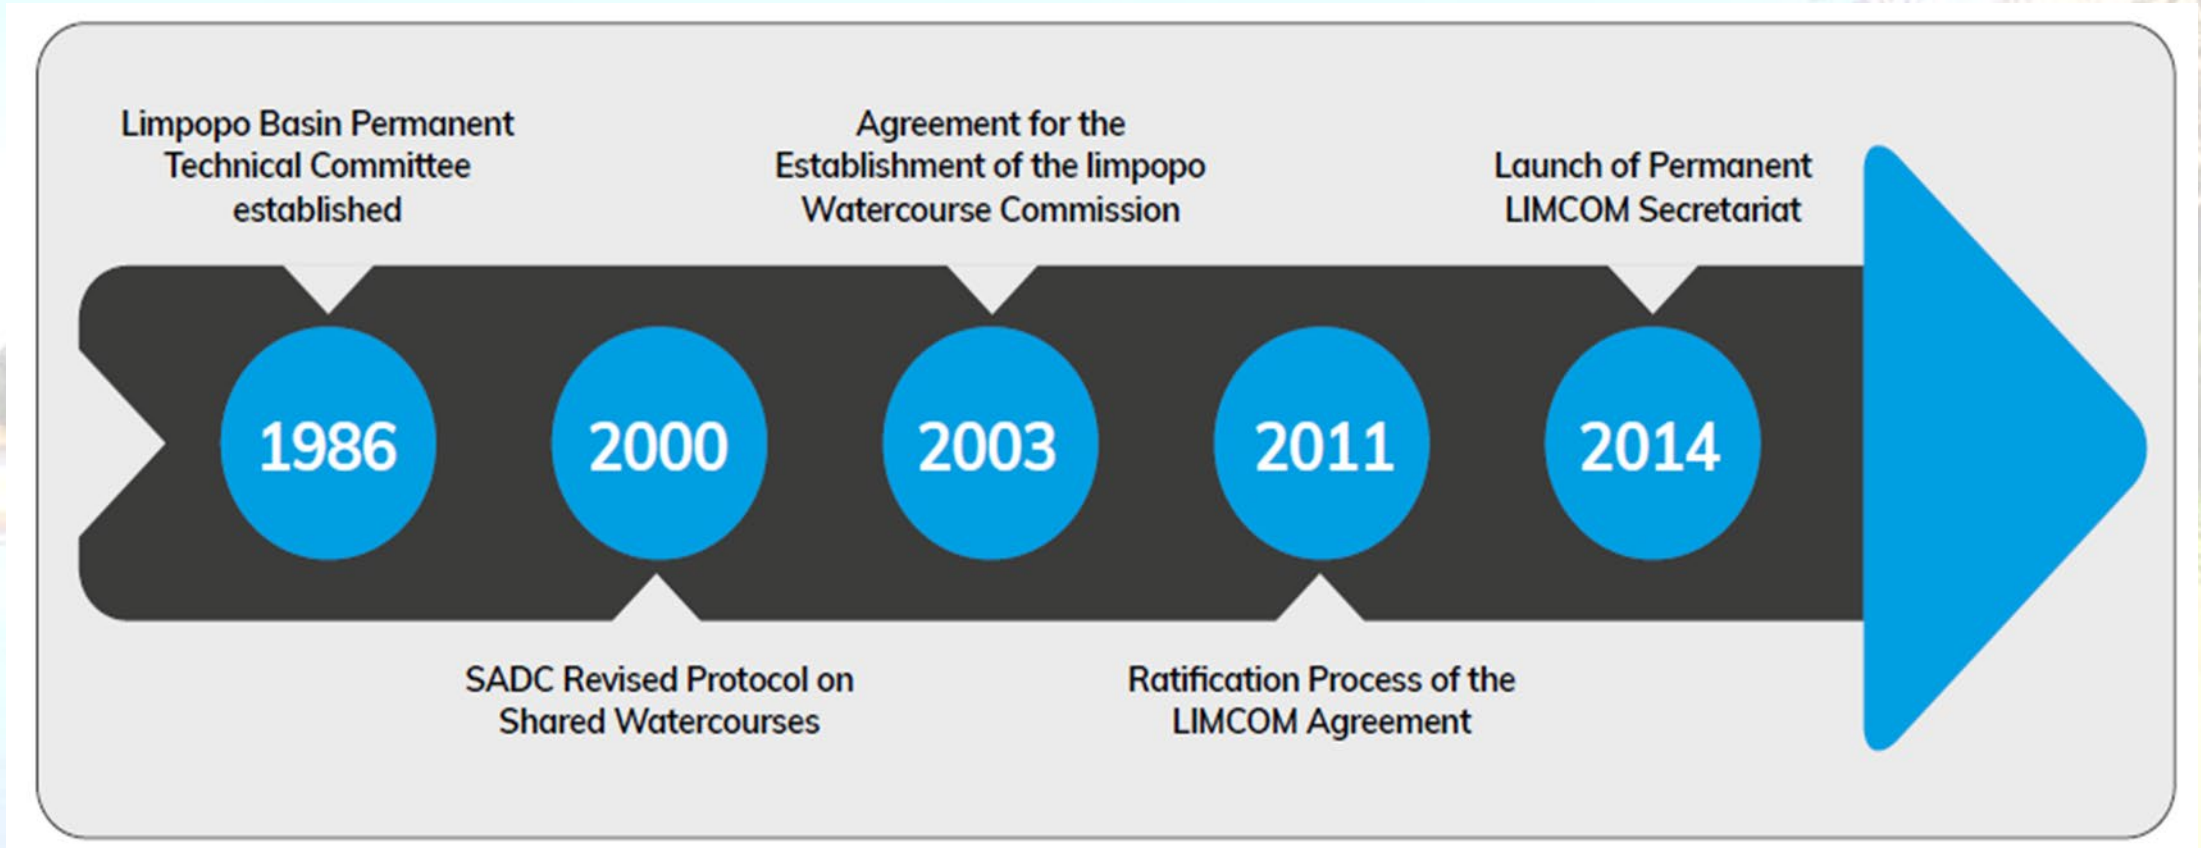 Limpopo Basin Permanent
Technical Committee
established
Agreement for the
Establishment of the limpopo
Watercourse Commission
Launch of Permanent
LIMCOM Secretariat
1986
2000
2003
2011
2014
SADC Revised Protocol on
Shared Watercourses
Ratification Process of the
LIMCOM Agreement